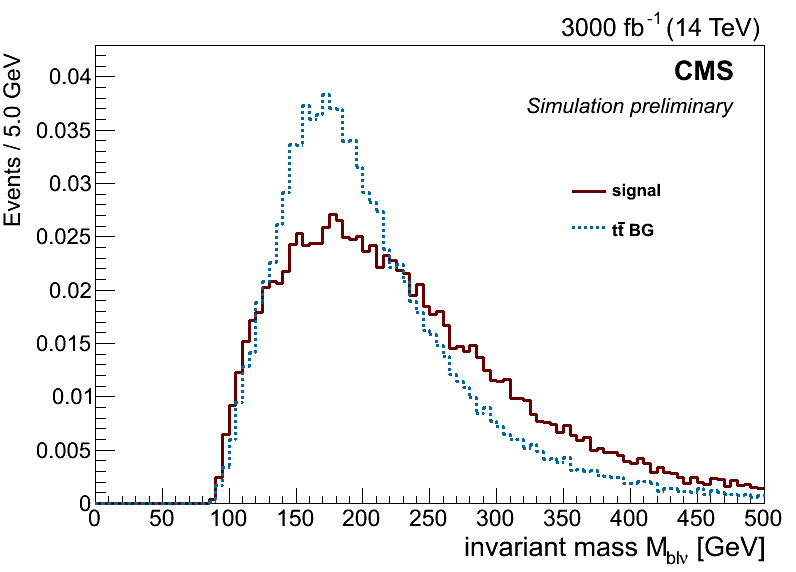 3000 fb⁻¹ (14 TeV)
CMS
Simulation preliminary
signal
tt̄ BG
Events / 5.0 GeV
0.04
0.035
0.03
0.025
0.02
0.015
0.01
0.005
0
0 50 100 150 200 250 300 350 400 450 500
invariant mass M_blν [GeV]